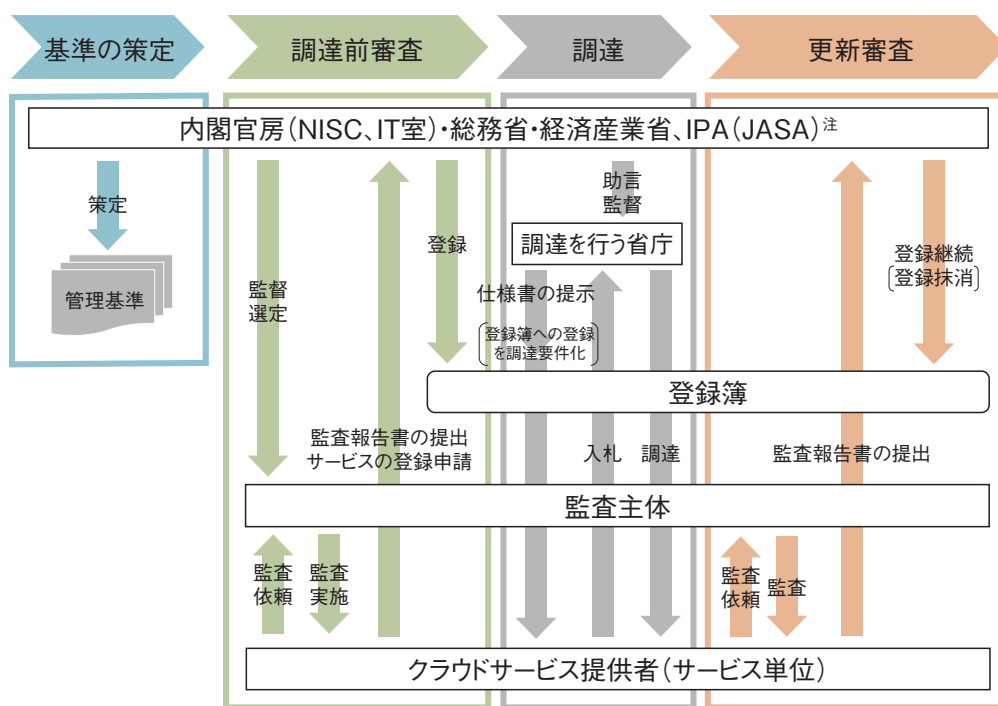 基準の策定
調達前審査
調達
更新審査
内閣官房（NISC、IT室）・総務省・経済産業省、IPA（JASA）注
策定
管理基準
監督
選定
登録
助言
監督
調達を行う省庁
仕様書の提示
登録簿への登録
を調達要件化
登録継続
登録抹消
登録簿
監査報告書の提出
サービスの登録申請
入札
調達
監査報告書の提出
監査主体
監査
依頼
監査
実施
監査
依頼
監査
クラウドサービス提供者（サービス単位）